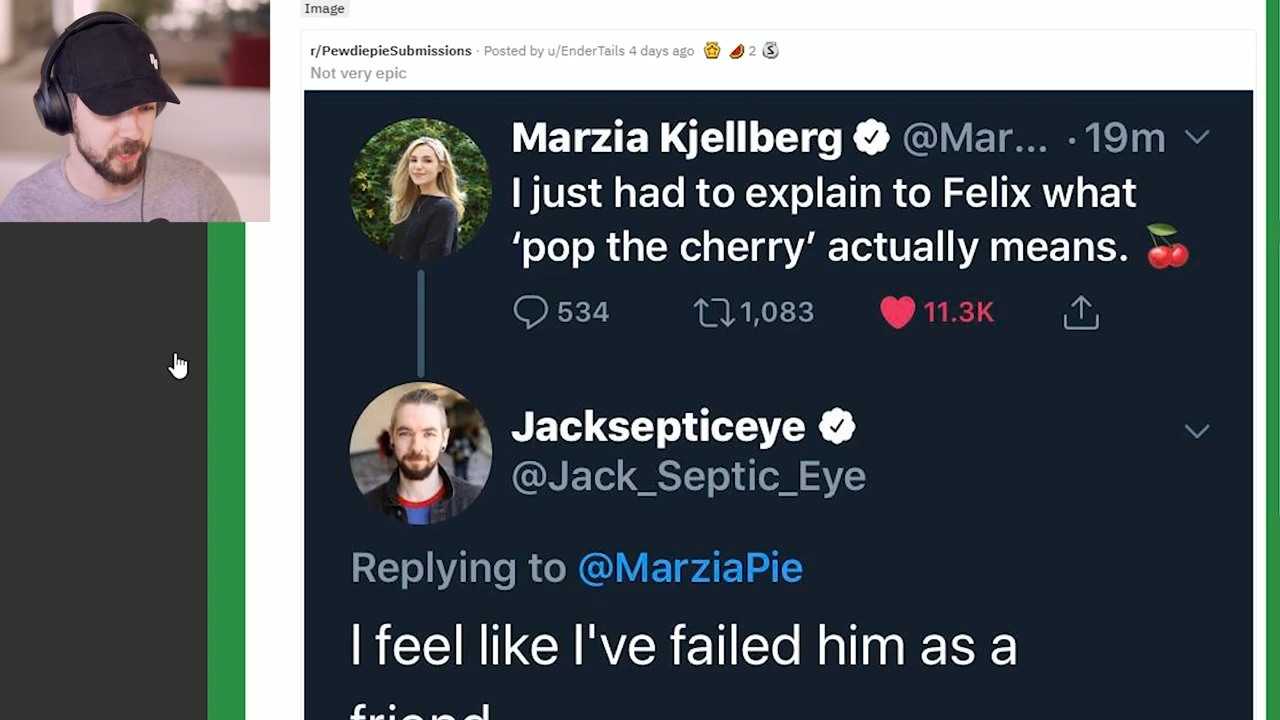 Image
r/PewdiepieSubmissions · Posted by u/EnderTails 4 days ago 2
Not very epic
Marzia Kjellberg @Mar... · 19m
I just had to explain to Felix what
‘pop the cherry’ actually means. 🍒
534 1,083 11.3K
Jacksepticeye
@Jack_Septic_Eye
Replying to @MarziaPie
I feel like I've failed him as a
friend